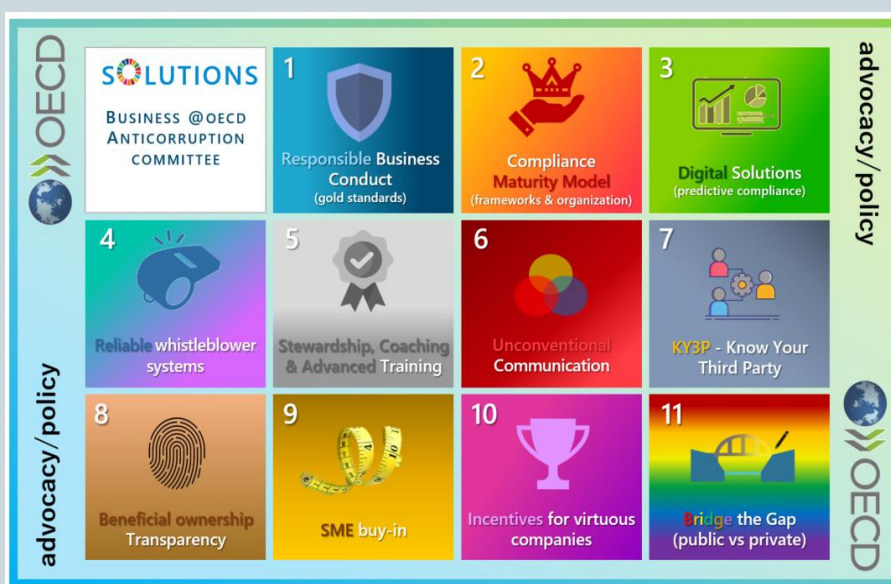 OECD
advocacy/policy
SOLUTIONS
BUSINESS @OECD
ANTICORRUPTION
COMMITTEE
1
Responsible Business
Conduct
(gold standards)
2
Compliance
Maturity Model
(frameworks & organization)
3
Digital Solutions
(predictive compliance)
4
Reliable whistleblower
systems
5
Stewardship, Coaching
& Advanced Training
6
Unconventional
Communication
7
KY3P - Know Your
Third Party
8
Beneficial ownership
Transparency
9
4
10
SME buy-in
10
Incentives for virtuous
companies
11
Bridge the Gap
(public vs private)
advocacy/policy
OECD